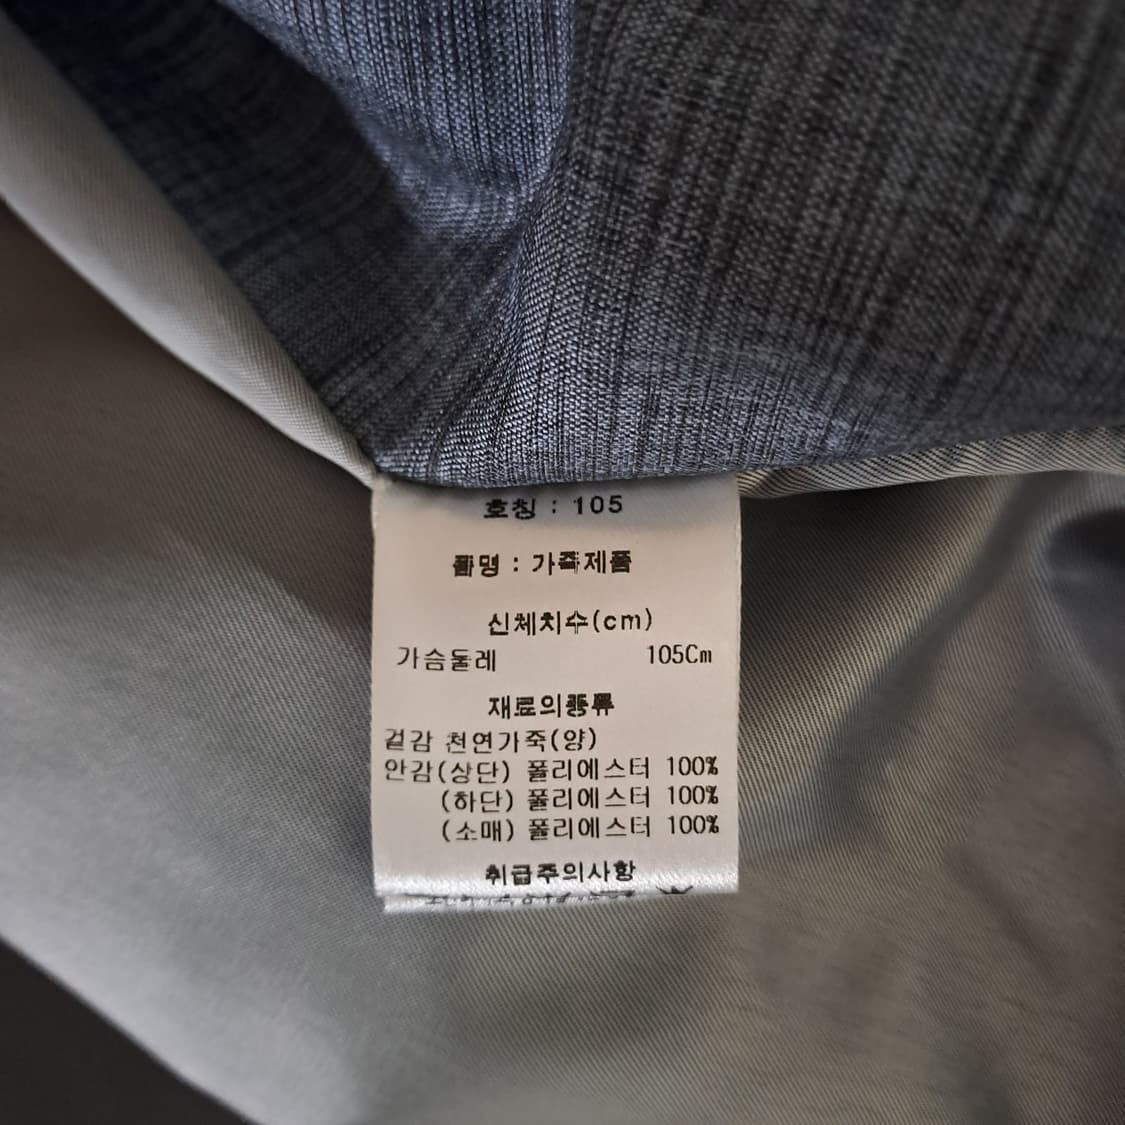 호칭 : 105
품명 : 가죽제품
신체치수(cm)
가슴둘레 105Cm
재료의종류
겉감 천연가죽(양)
안감(상단) 폴리에스터 100%
(하단) 폴리에스터 100%
(소매) 폴리에스터 100%
취급주의사항